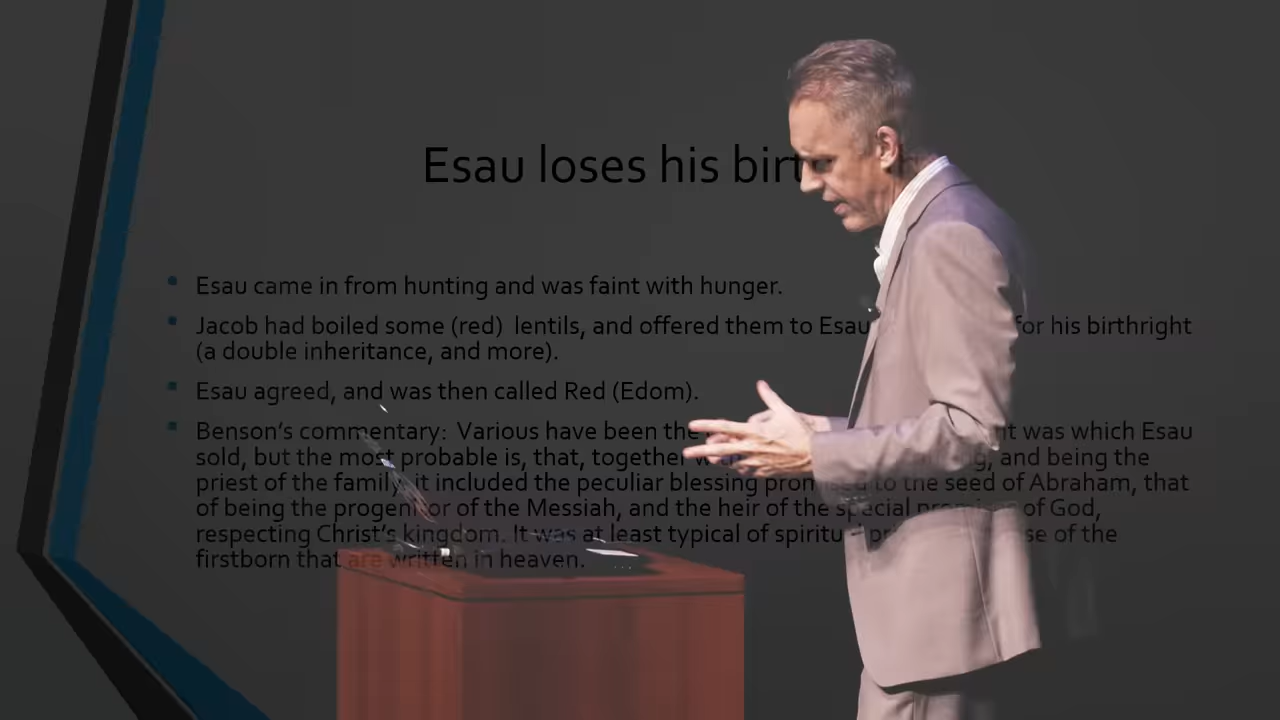 Esau loses his birt
• Esau came in from hunting and was faint with hunger.
• Jacob had boiled some (red) lentils, and offered them to Esau for his birthright
(a double inheritance, and more).
• Esau agreed, and was then called Red (Edom).
• Benson's commentary: Various have been the was which Esau
sold, but the most probable is, that, together and being the
priest of the family, it included the peculiar blessing promised to the seed of Abraham, that
of being the progenitor of the Messiah, and the heir of the special promises of God,
respecting Christ's kingdom. It was at least typical of of the
firstborn that are written in heaven.